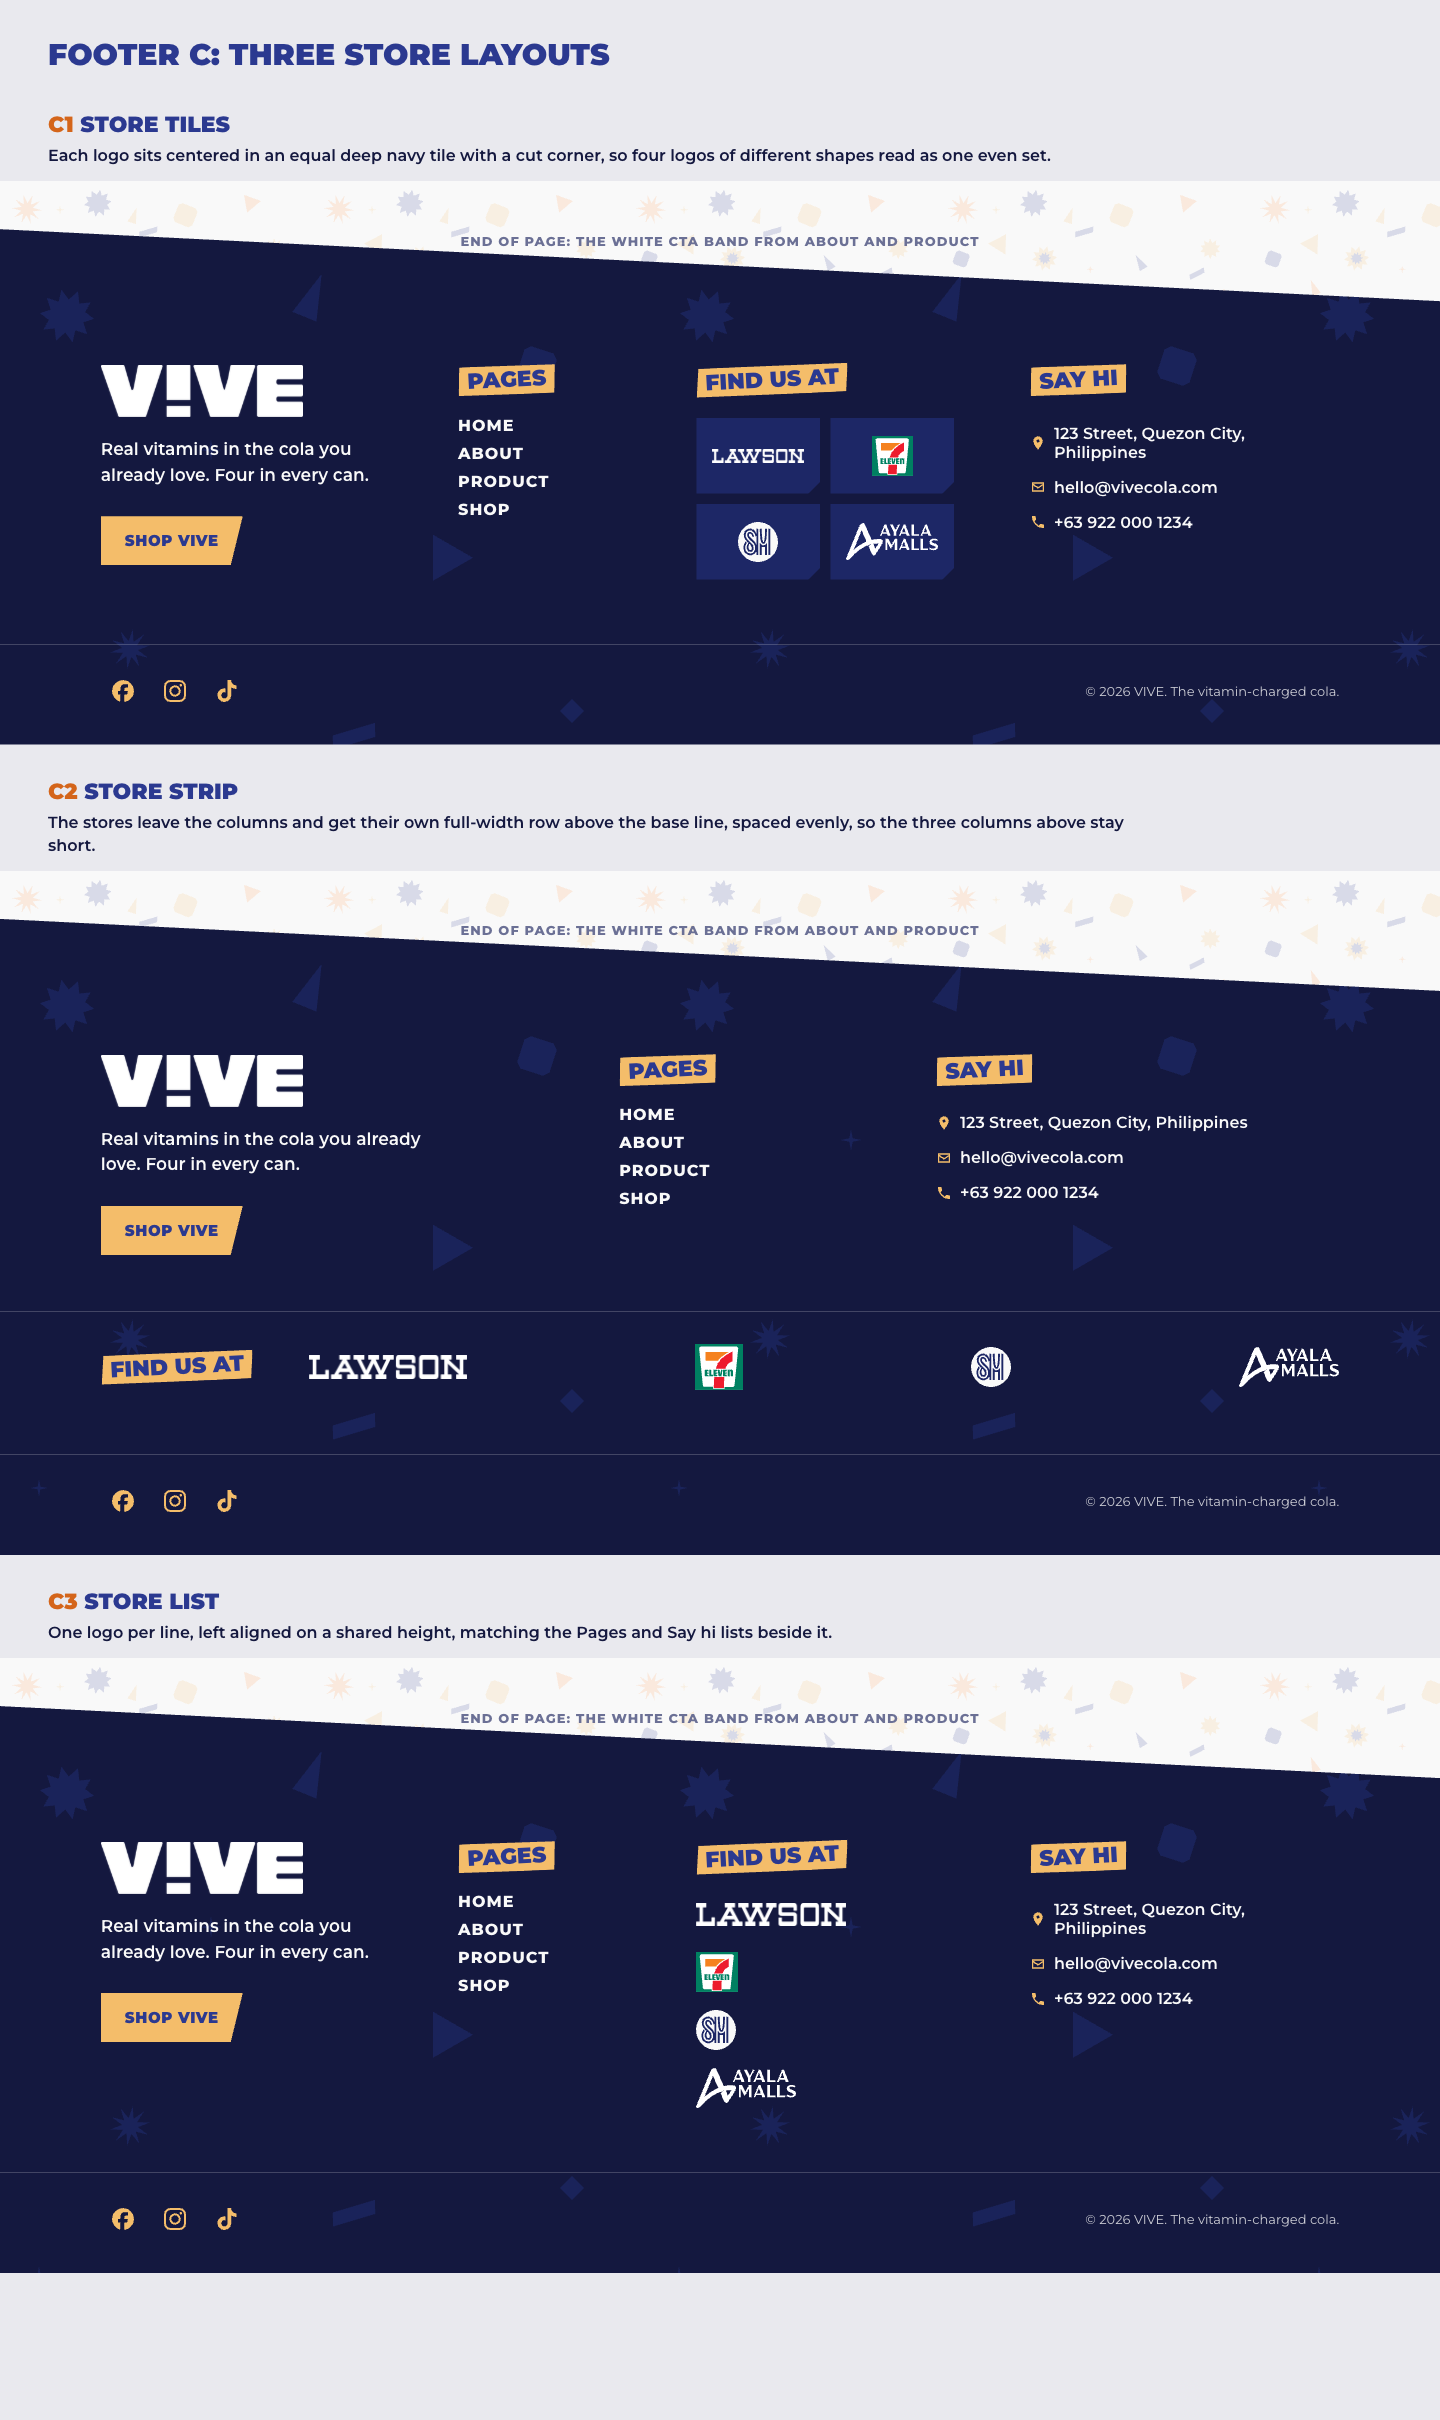 FOOTER C: THREE STORE LAYOUTS
C1 STORE TILES
Each logo sits centered in an equal deep navy tile with a cut corner, so four logos of different shapes read as one even set.
END OF PAGE: THE WHITE CTA BAND FROM ABOUT AND PRODUCT
VIVE
Real vitamins in the cola you
already love. Four in every can.
SHOP VIVE
PAGES
HOME
ABOUT
PRODUCT
SHOP
FIND US AT
LAWSON
7 ELEVEN
SM
AYALA
MALLS
SAY HI
123 Street, Quezon City,
Philippines
hello@vivecola.com
+63 922 000 1234
© 2026 VIVE. The vitamin-charged cola.
C2 STORE STRIP
The stores leave the columns and get their own full-width row above the base line, spaced evenly, so the three columns above stay
short.
END OF PAGE: THE WHITE CTA BAND FROM ABOUT AND PRODUCT
VIVE
Real vitamins in the cola you already
love. Four in every can.
SHOP VIVE
PAGES
HOME
ABOUT
PRODUCT
SHOP
SAY HI
123 Street, Quezon City, Philippines
hello@vivecola.com
+63 922 000 1234
FIND US AT
LAWSON
7 ELEVEN
SM
AYALA
MALLS
© 2026 VIVE. The vitamin-charged cola.
C3 STORE LIST
One logo per line, left aligned on a shared height, matching the Pages and Say hi lists beside it.
END OF PAGE: THE WHITE CTA BAND FROM ABOUT AND PRODUCT
VIVE
Real vitamins in the cola you
already love. Four in every can.
SHOP VIVE
PAGES
HOME
ABOUT
PRODUCT
SHOP
FIND US AT
LAWSON
7 ELEVEN
SM
AYALA
MALLS
SAY HI
123 Street, Quezon City,
Philippines
hello@vivecola.com
+63 922 000 1234
© 2026 VIVE. The vitamin-charged cola.